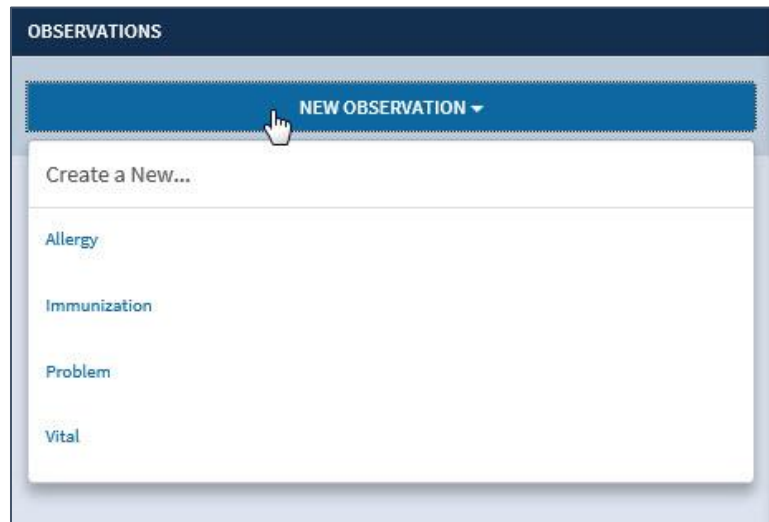 OBSERVATIONS
NEW OBSERVATION
Create a New...
Allergy
Immunization
Problem
Vital